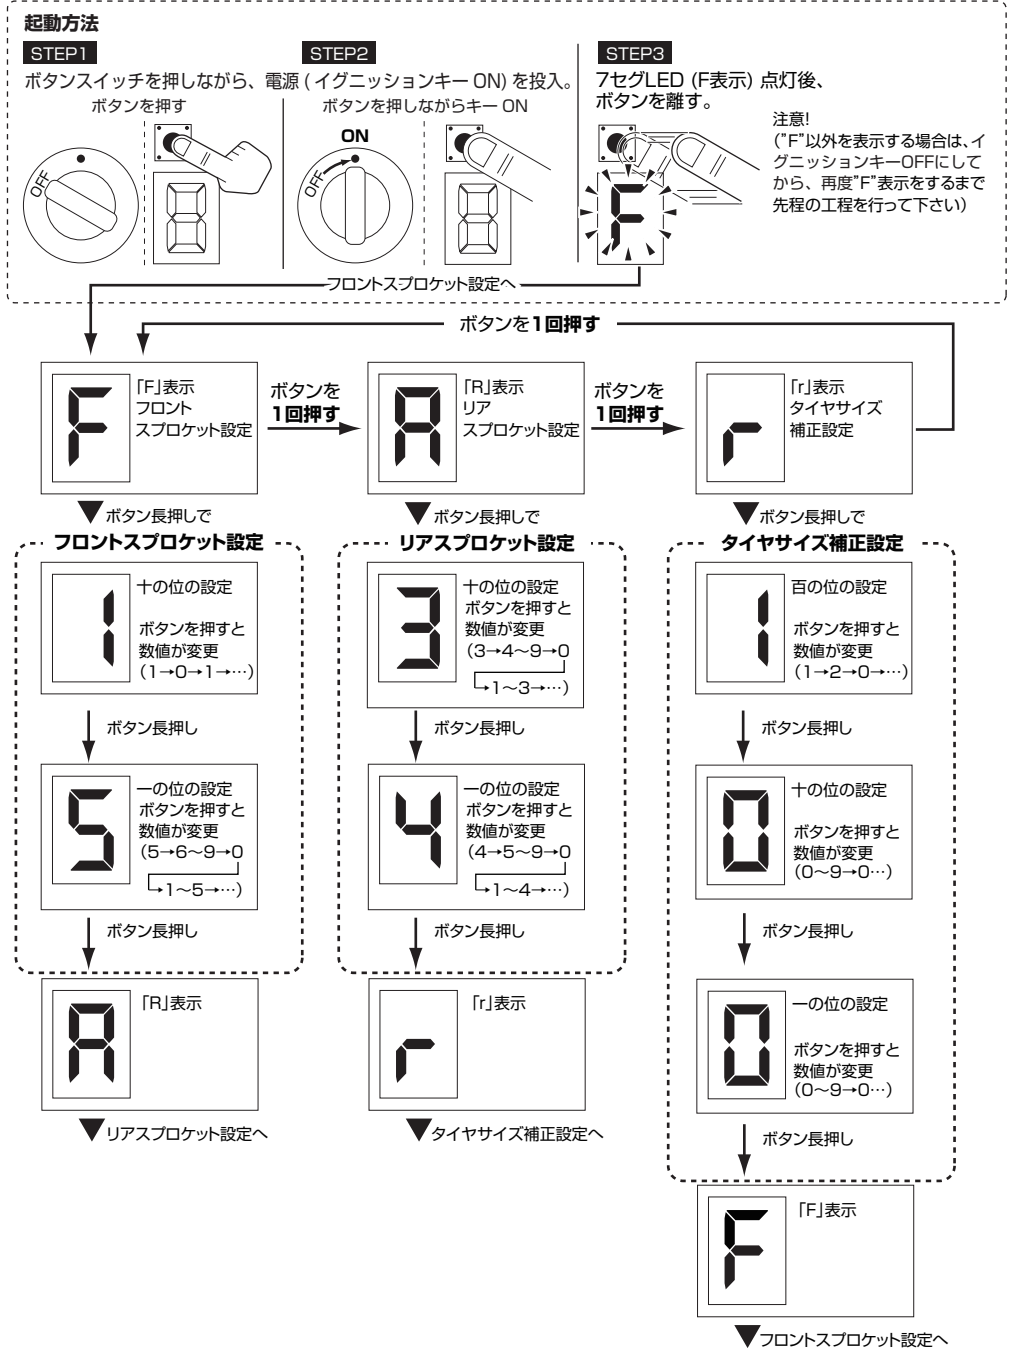 起動方法
STEP1
STEP2
STEP3
ボタンスイッチを押しながら、電源 ( イグニッションキー ON) を投入。
ボタンを押す
ボタンを押しながらキー ON
7セグLED (F表示) 点灯後、
ボタンを離す。
OFF
ON
OFF
F
注意!
("F"以外を表示する場合は、イ
グニッションキーOFFにして
から、再度"F"表示をするまで
先程の工程を行って下さい)
フロントスプロケット設定へ
ボタンを1回押す
F
「F」表示
フロント
スプロケット設定
ボタンを
1回押す
R
「R」表示
リア
スプロケット設定
ボタンを
1回押す
r
「r」表示
タイヤサイズ
補正設定
ボタン長押しで
ボタン長押しで
ボタン長押しで
フロントスプロケット設定
1
十の位の設定
ボタンを押すと
数値が変更
(1→0→1→…)
ボタン長押し
5
一の位の設定
ボタンを押すと
数値が変更
(5→6〜9→0
→1〜5→…)
ボタン長押し
R
「R」表示
リアスプロケット設定へ
リアスプロケット設定
3
十の位の設定
ボタンを押すと
数値が変更
(3→4〜9→0
→1〜3→…)
ボタン長押し
4
一の位の設定
ボタンを押すと
数値が変更
(4→5〜9→0
→1〜4→…)
ボタン長押し
r
「r」表示
タイヤサイズ補正設定へ
タイヤサイズ補正設定
1
百の位の設定
ボタンを押すと
数値が変更
(1→2→0→…)
ボタン長押し
0
十の位の設定
ボタンを押すと
数値が変更
(0〜9→0…)
ボタン長押し
0
一の位の設定
ボタンを押すと
数値が変更
(0〜9→0…)
ボタン長押し
F
「F」表示
フロントスプロケット設定へ